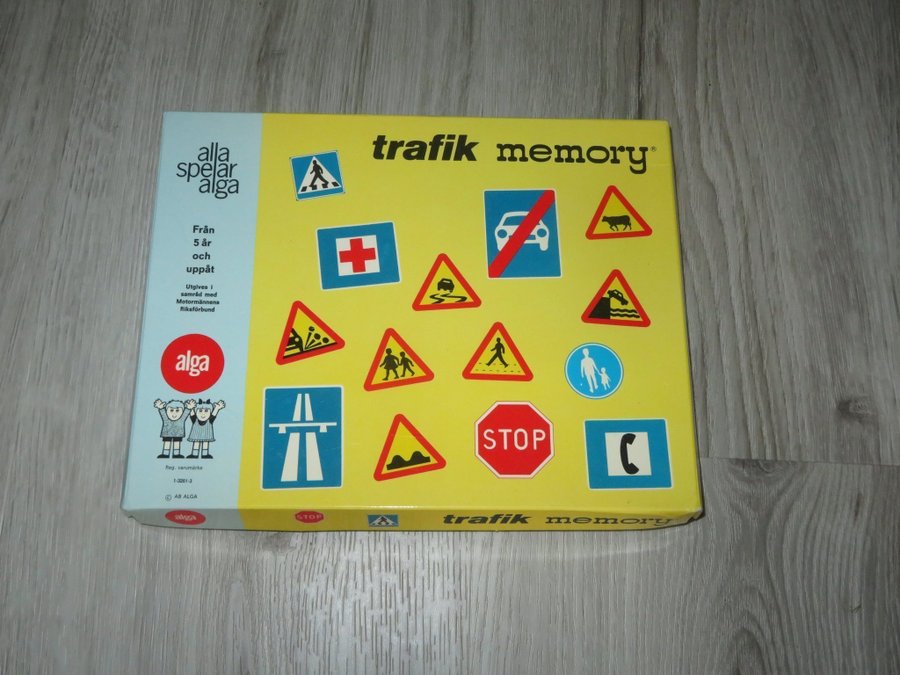 alla
spelar
alga
Från
5 år
och
uppåt
Utgives i
samråd med
Motormännens
riksförbund
alga
Reg. varumärke
1-3261-3
© AB ALGA
trafik memory®
STOP
alga
STOP
trafik memory